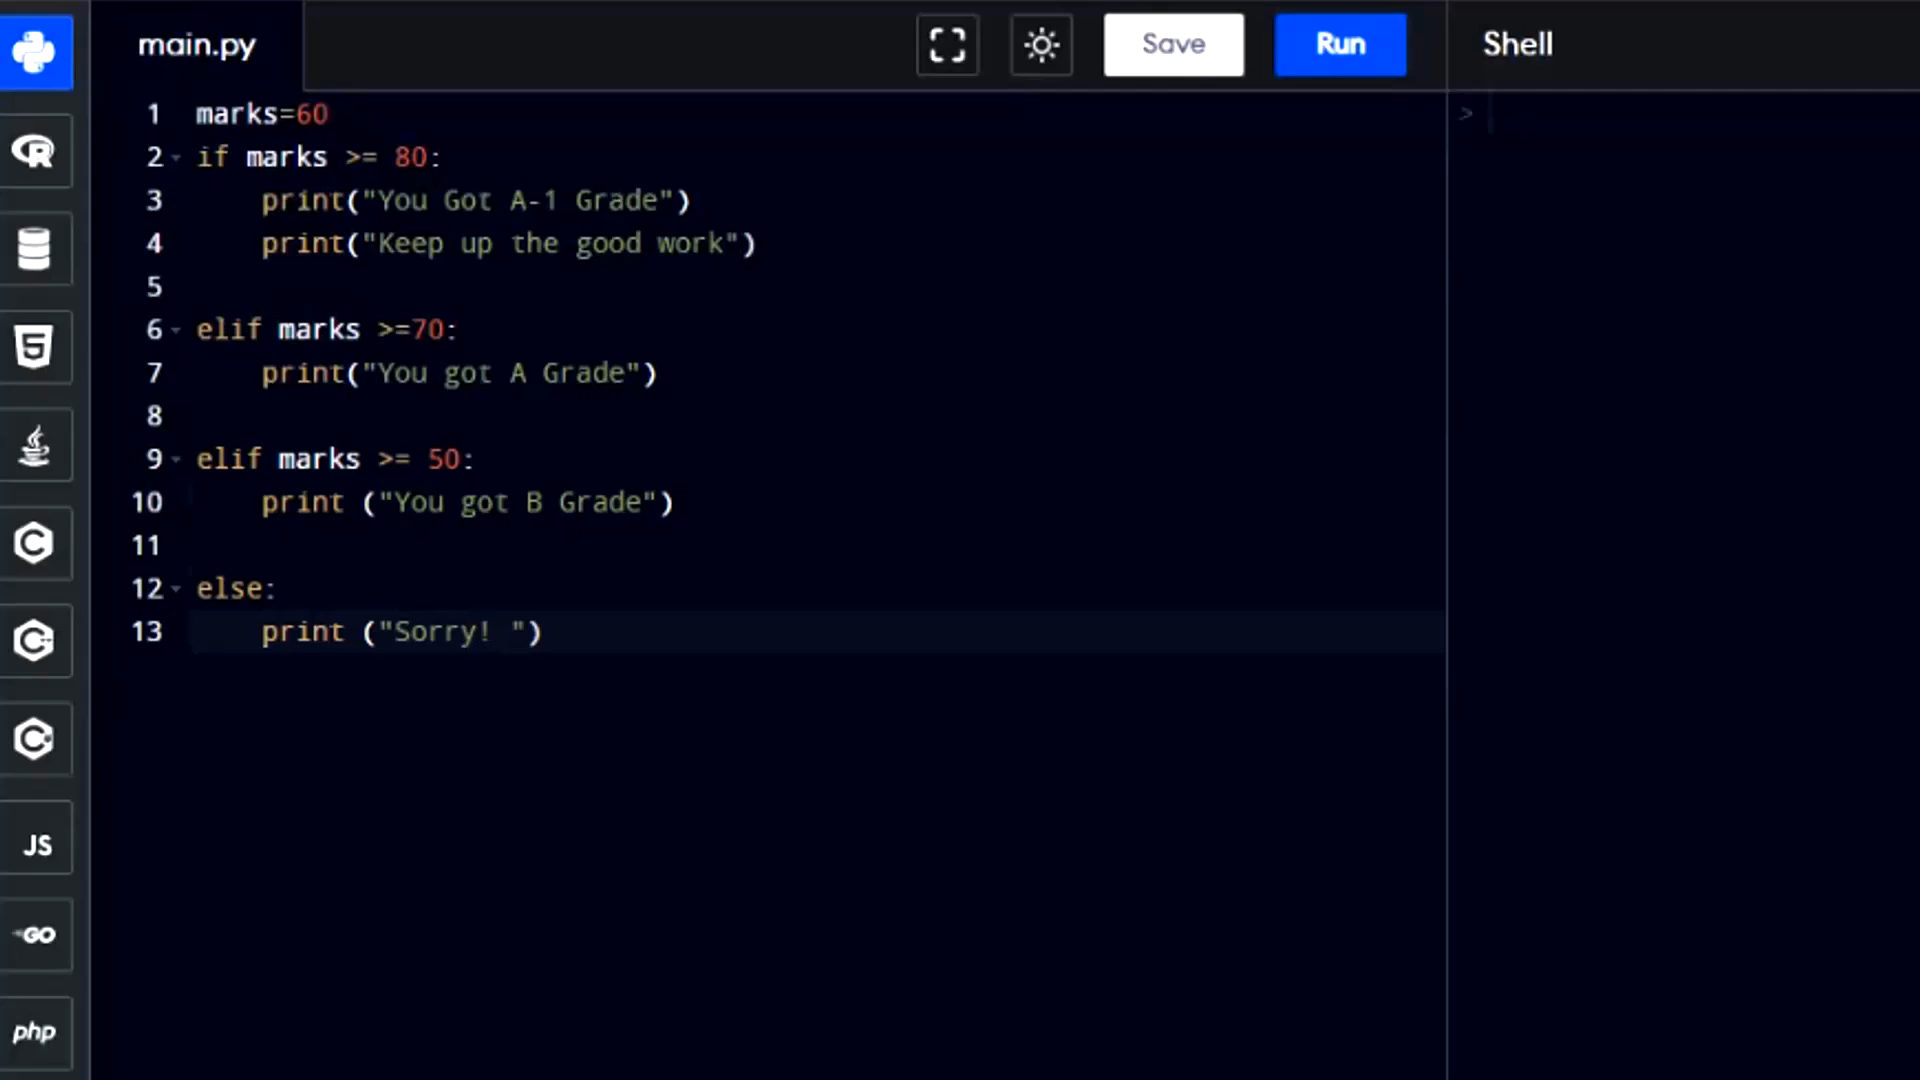 main.py
Save
Run
Shell
1 marks=60
2 if marks >= 80:
3     print("You Got A-1 Grade")
4     print("Keep up the good work")
5
6 elif marks >=70:
7     print("You got A Grade")
8
9 elif marks >= 50:
10     print ("You got B Grade")
11
12 else:
13     print ("Sorry! ")
>
R
5
C
C
C
JS
GO
php